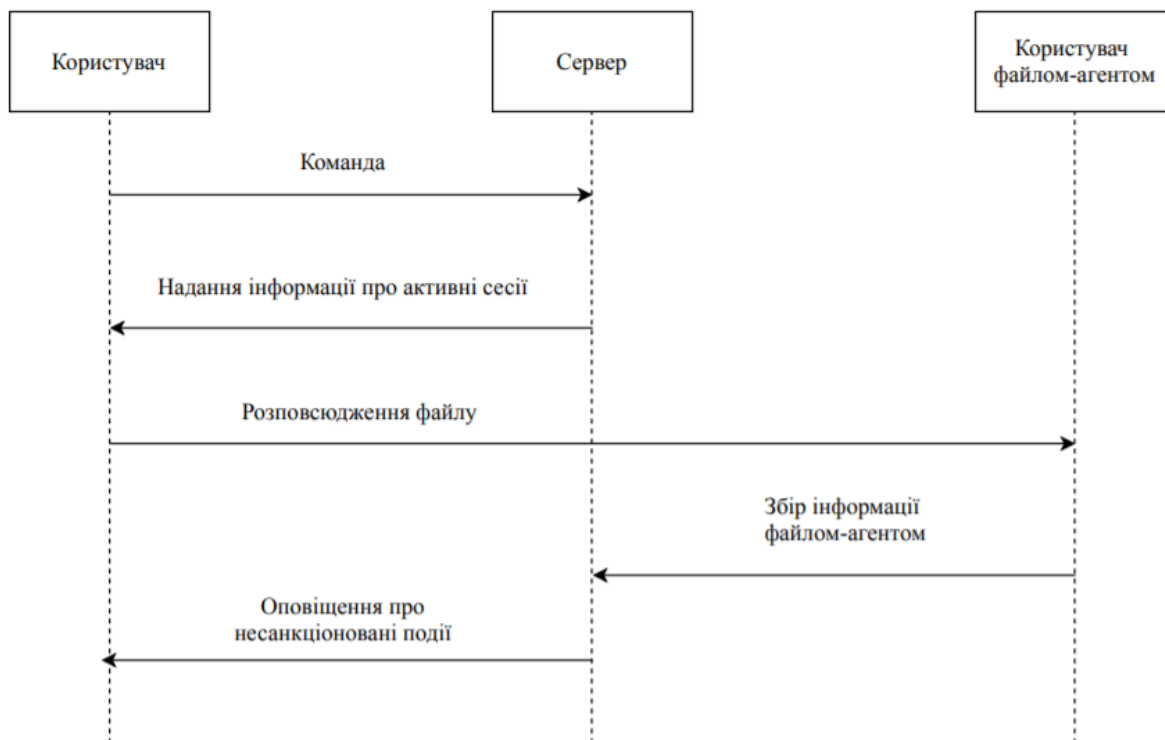 Користувач
Сервер
Користувач
файлом-агентом
Команда
Надання інформації про активні сесії
Розповсюдження файлу
Збір інформації
файлом-агентом
Оповіщення про
несанкціоновані події